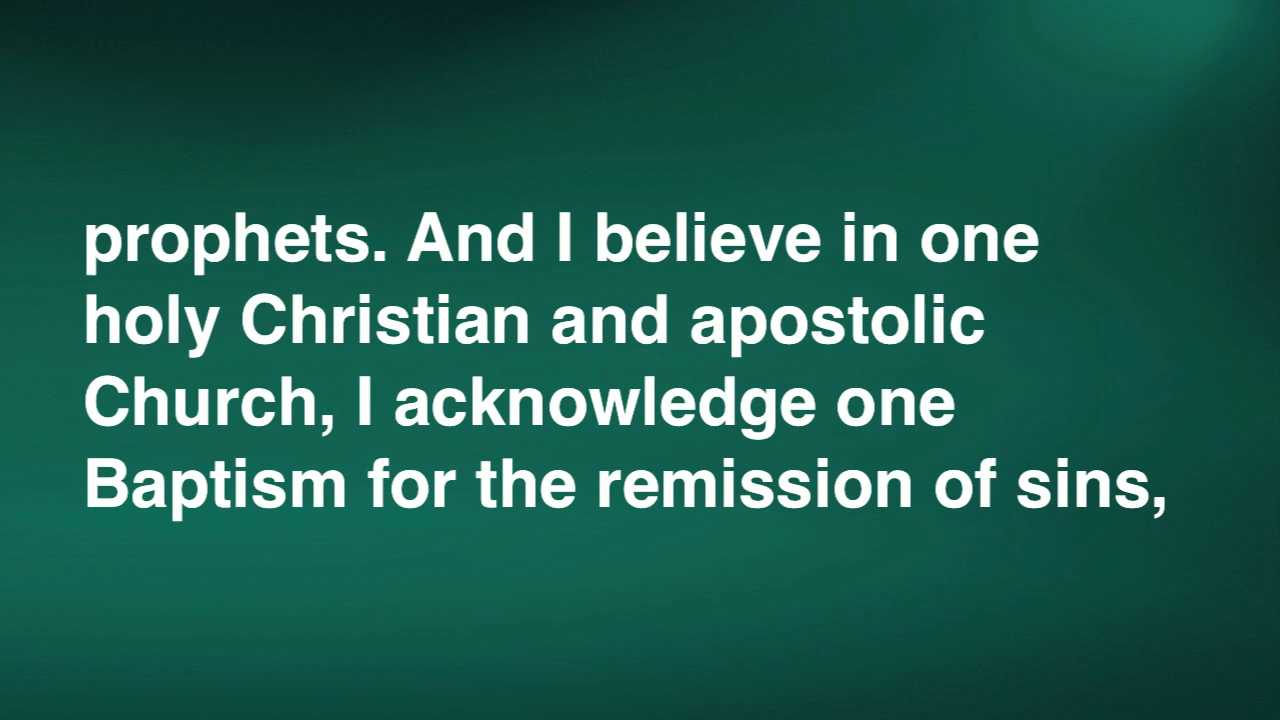 prophets. And I believe in one
holy Christian and apostolic
Church, I acknowledge one
Baptism for the remission of sins,